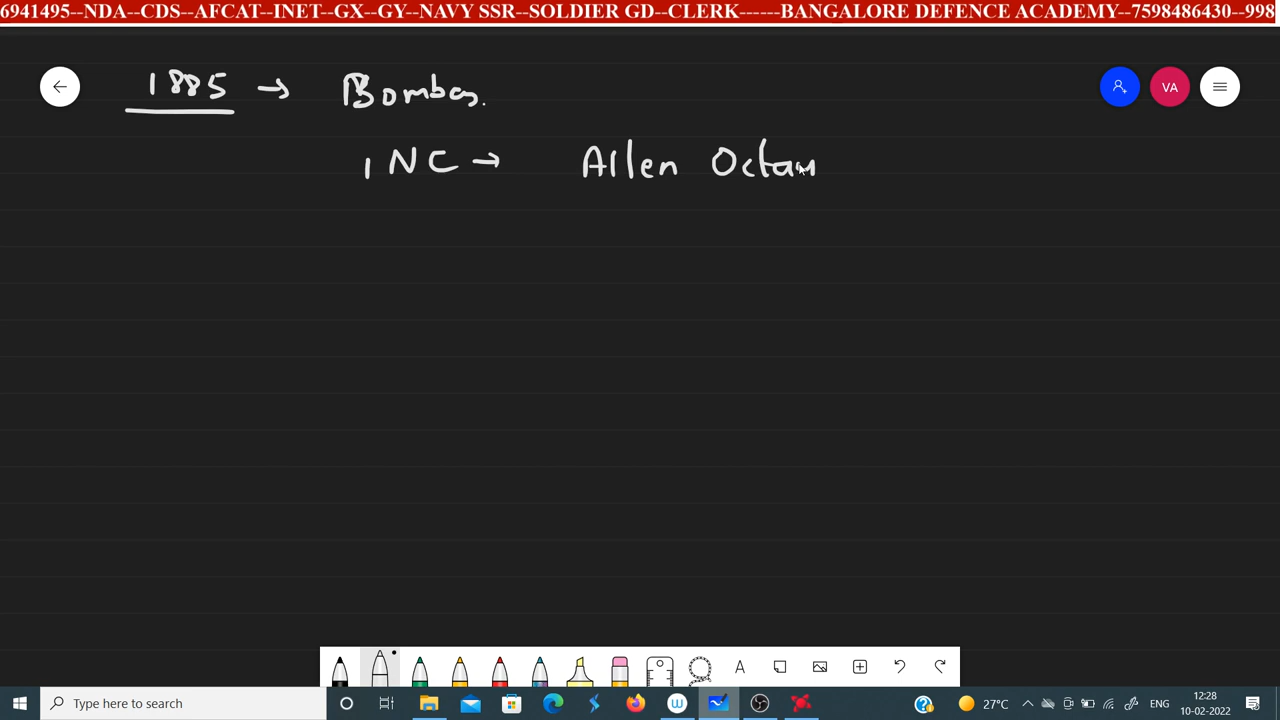 6941495--NDA--CDS--AFCAT--INET--GX--GY--NAVY SSR--SOLDIER GD--CLERK------BANGALORE DEFENCE ACADEMY--7598486430--998
1885 → Bombay.
VA
INC → Allen Octav
A
Type here to search
27°C
ENG
12:28
10-02-2022